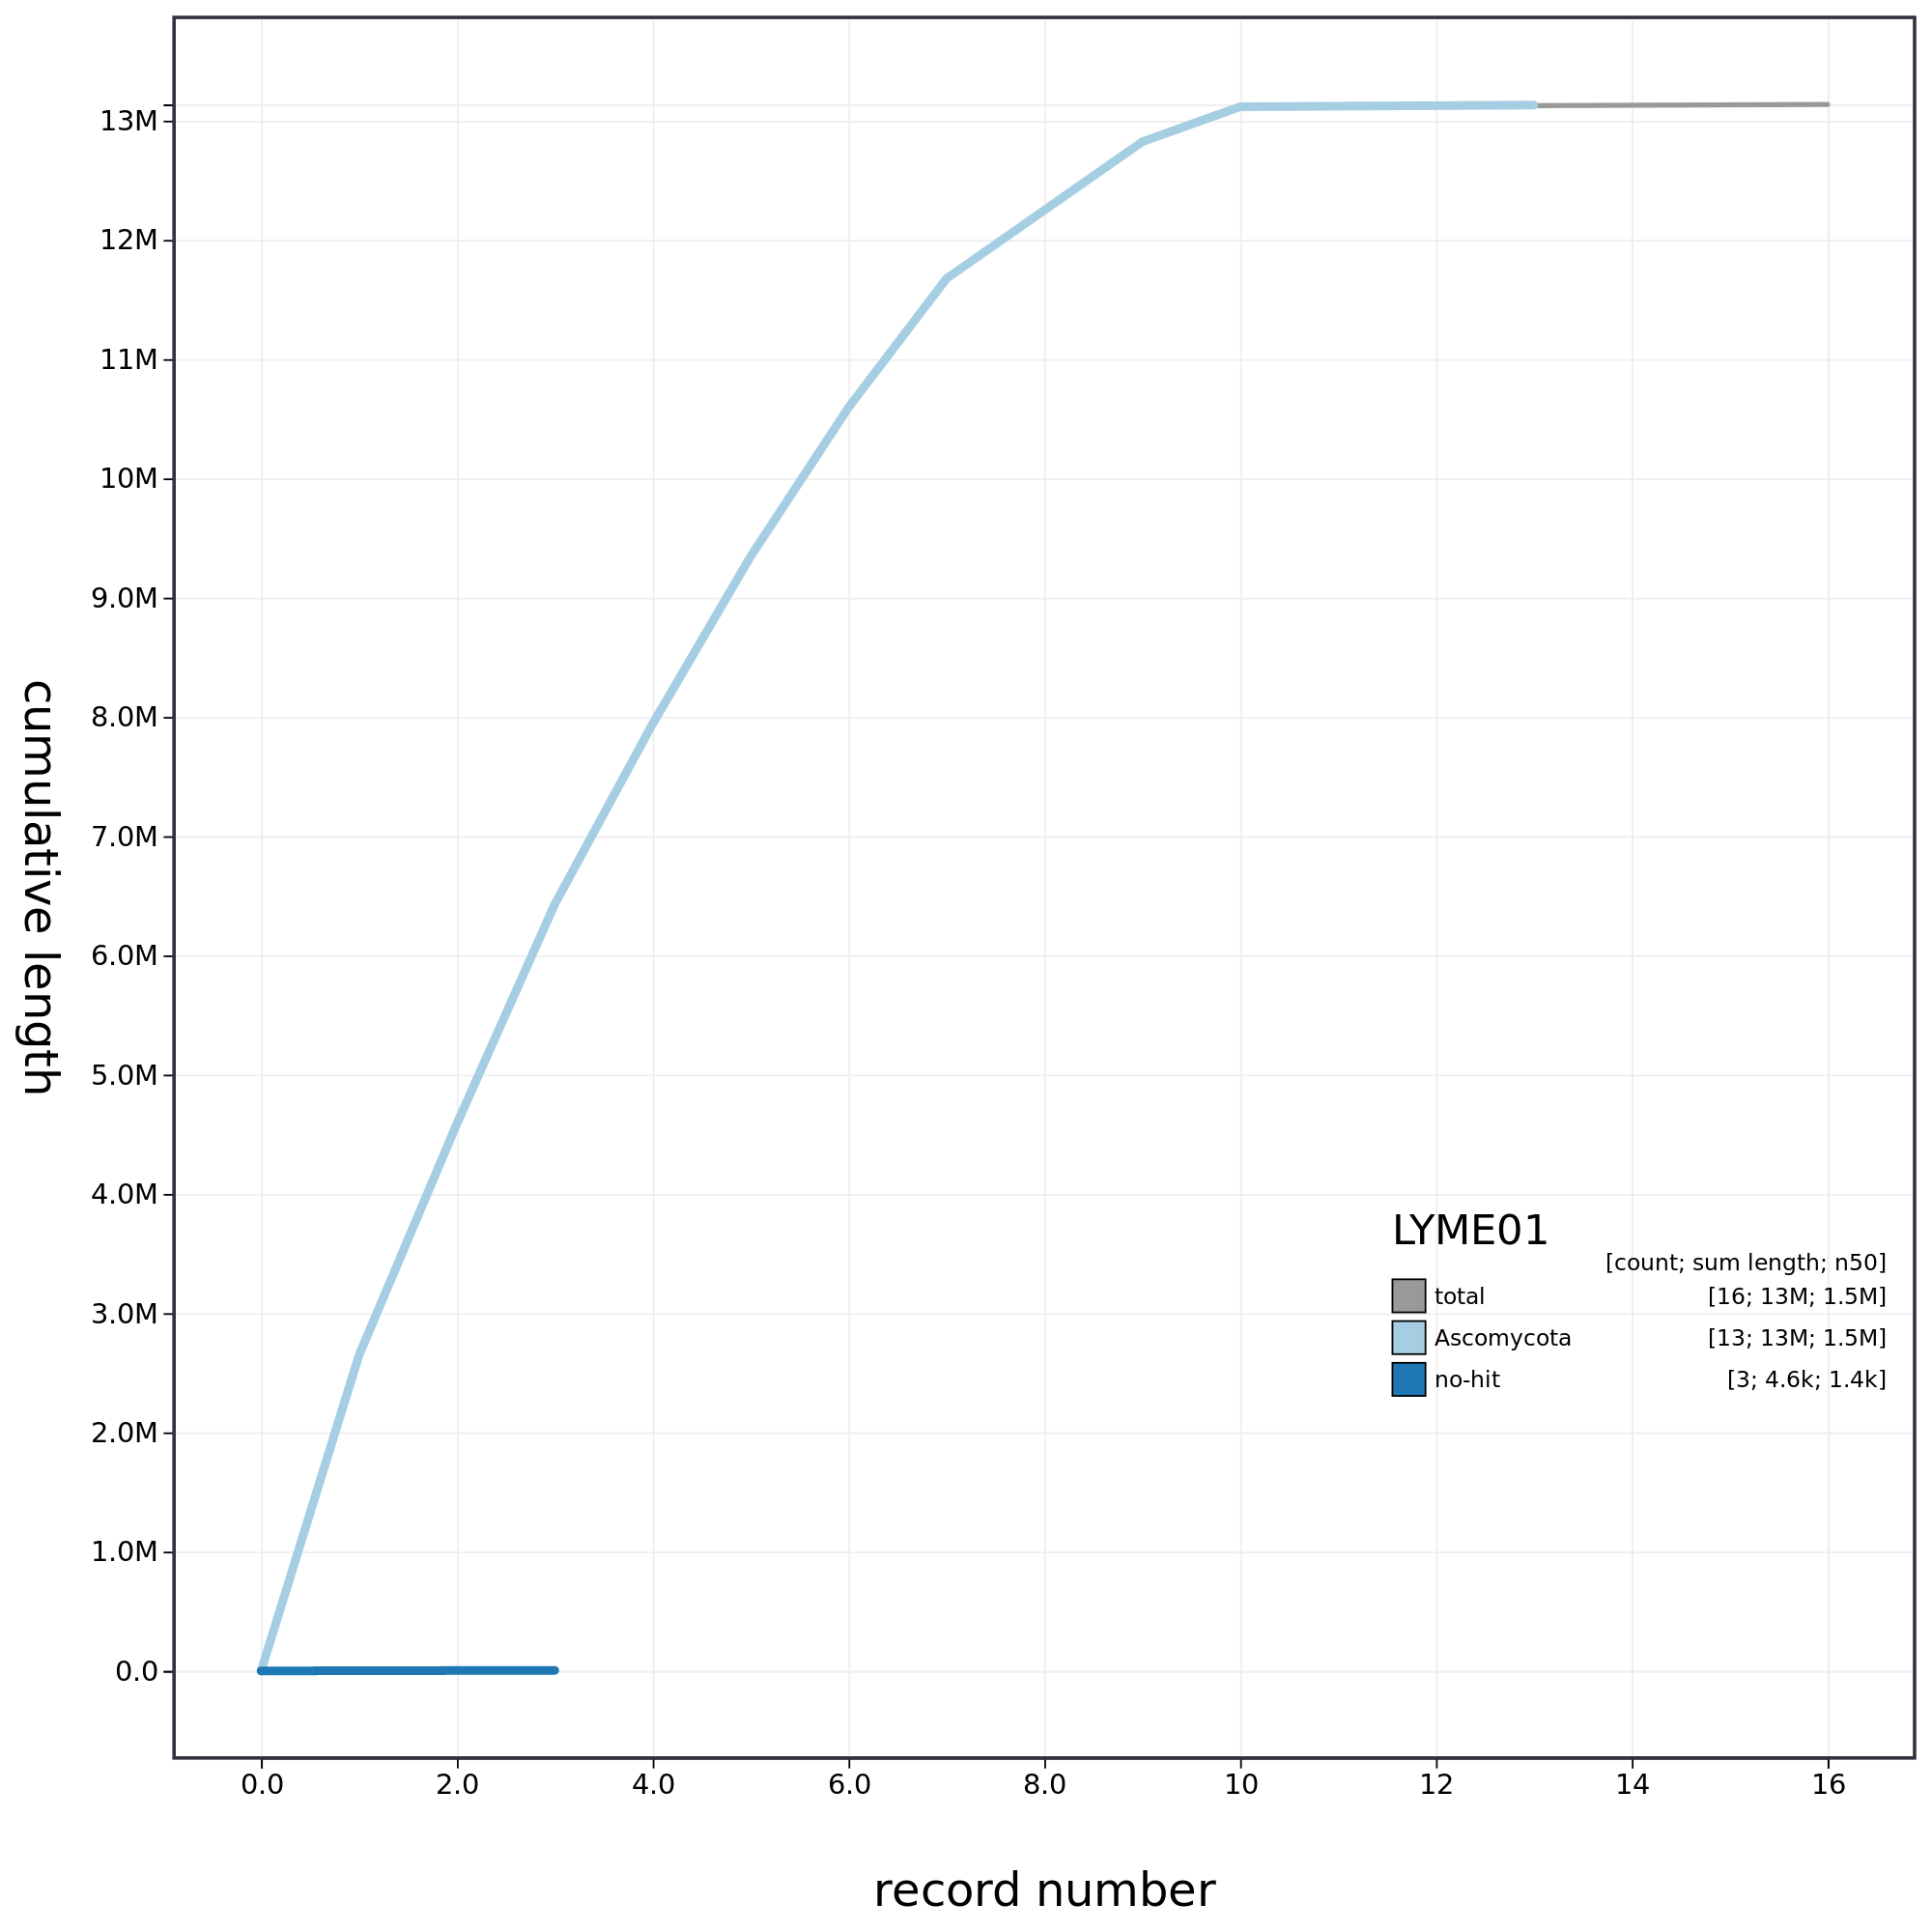 13M
12M
11M
10M
9.0M
8.0M
7.0M
6.0M
5.0M
4.0M
3.0M
2.0M
1.0M
0.0
cumulative length
LYME01
[count; sum length; n50]
total [16; 13M; 1.5M]
Ascomycota [13; 13M; 1.5M]
no-hit [3; 4.6k; 1.4k]
0.0 2.0 4.0 6.0 8.0 10 12 14 16
record number